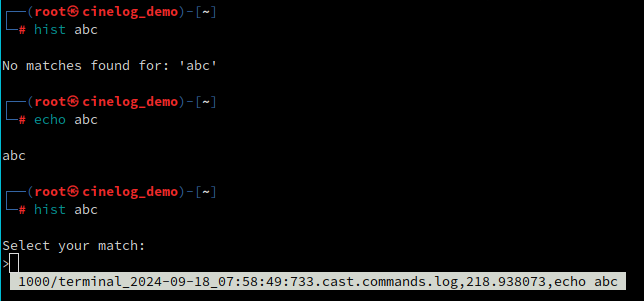 ┌──(root㉿cinelog_demo)-[~]
└─# hist abc
No matches found for: 'abc'
┌──(root㉿cinelog_demo)-[~]
└─# echo abc
abc
┌──(root㉿cinelog_demo)-[~]
└─# hist abc
Select your match:
>
1000/terminal_2024-09-18_07:58:49:733.cast.commands.log,218.938073,echo abc